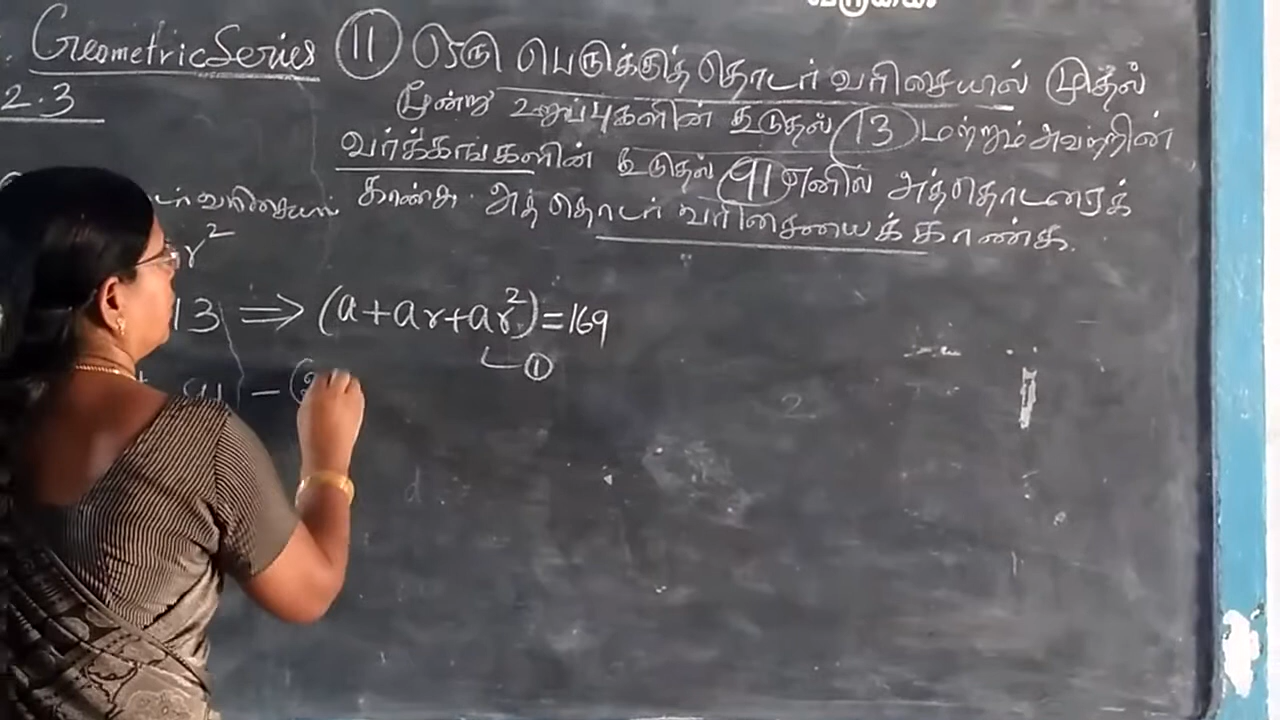 Geometric Series
2.3
11 ஒரு பெருக்குத் தொடர் வரிசையில் முதல்
மூன்று உறுப்புகளின் கூடுதல் 13 மற்றும் அவற்றின்
வர்க்கங்களின் கூடுதல் 91 எனில் அத்தொடரைக்
காண்க. அத் தொடர் வரிசையைக் காண்க.
r²
13 ⇒ (a+ar+ar²)=169
①
91 -